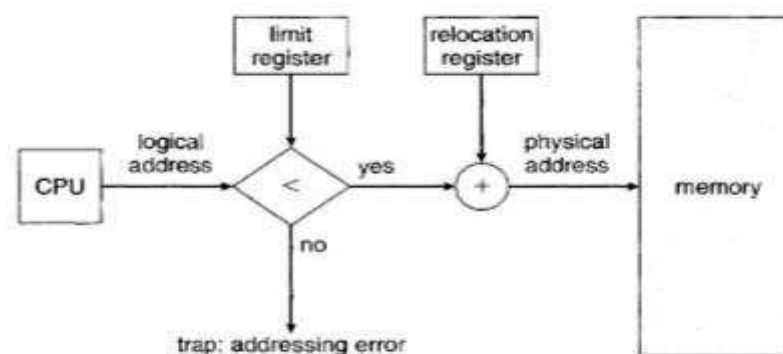 limit
register
relocation
register
logical
address
physical
address
CPU
<
yes
+
memory
no
trap: addressing error